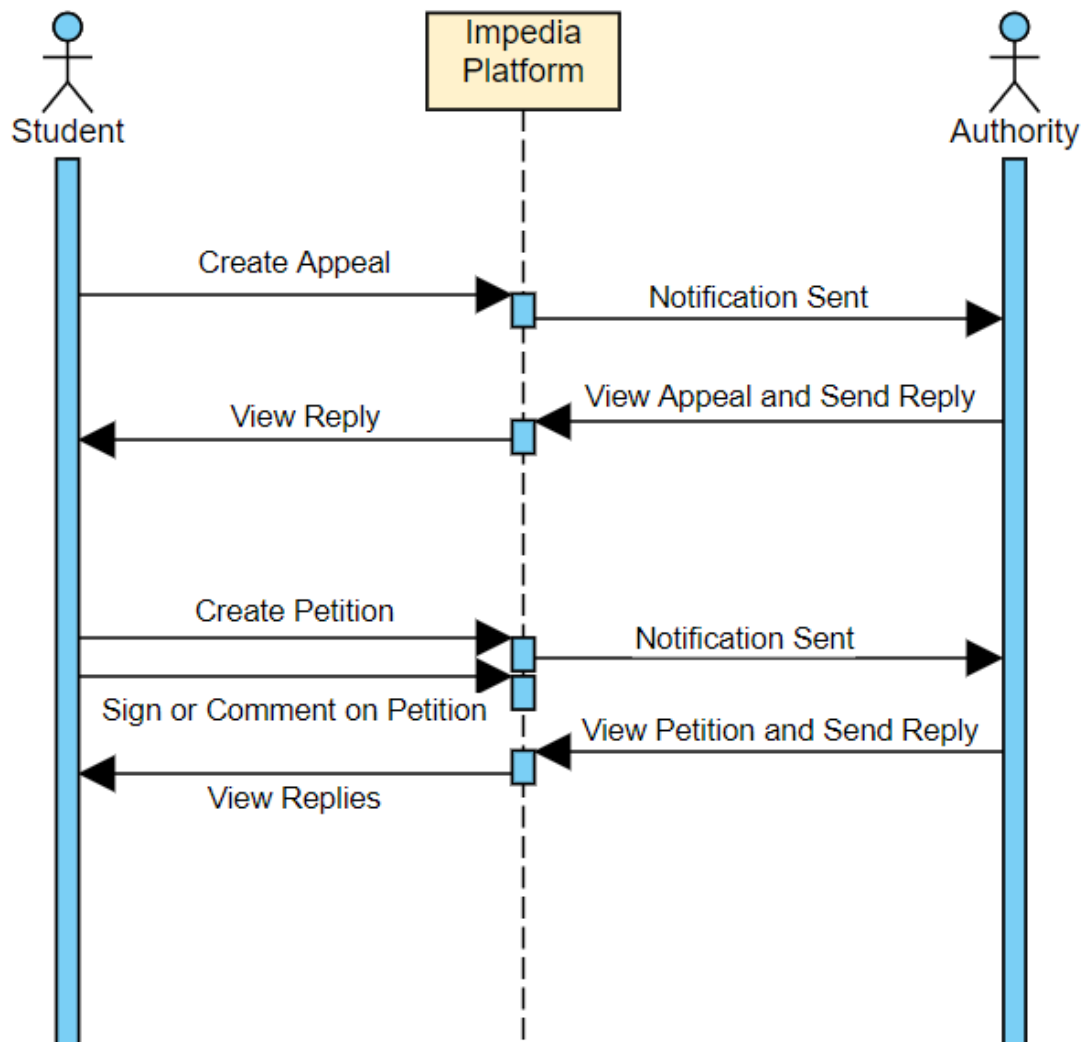 Impedia
Platform
Student
Authority
Create Appeal
Notification Sent
View Appeal and Send Reply
View Reply
Create Petition
Notification Sent
Sign or Comment on Petition
View Petition and Send Reply
View Replies